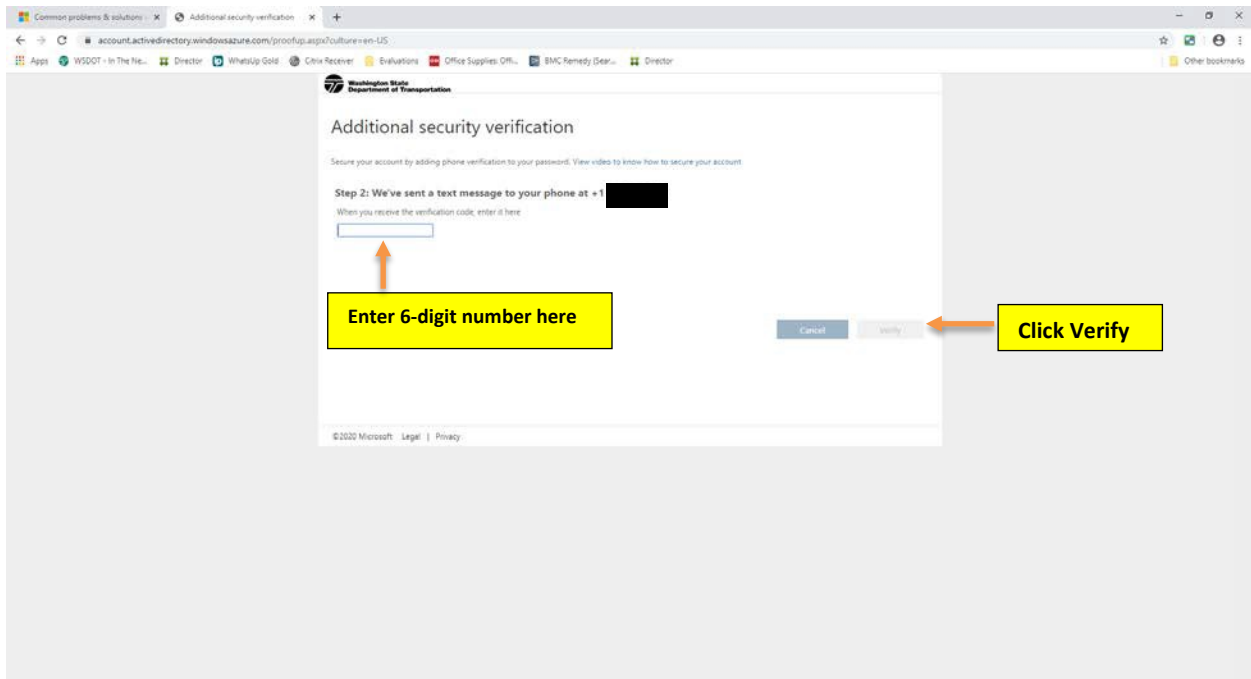 Common problems & solutions
Additional security verification
account.activedirectory.windowsazure.com/proofup.aspx?culture=en-US
Apps WSDOT - In The Ne... Director WhatsUp Gold Citrix Receiver Evaluations Office Supplies: Offi... BMC Remedy (Sear... Director Other bookmarks
Washington State
Department of Transportation
Additional security verification
Secure your account by adding phone verification to your password. View video to know how to secure your account
Step 2: We've sent a text message to your phone at +1
When you receive the verification code, enter it here
Enter 6-digit number here
Cancel Verify
Click Verify
©2020 Microsoft Legal | Privacy